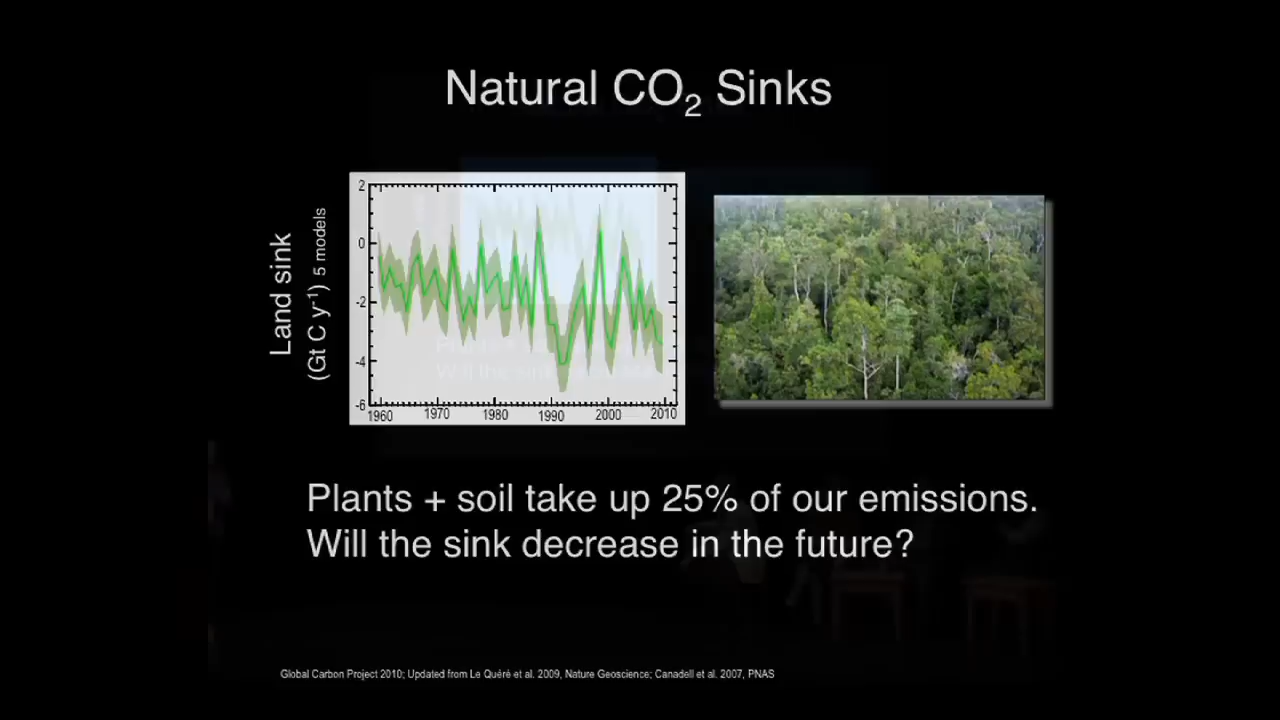 Natural CO₂ Sinks
Land sink
(Gt C y⁻¹) 5 models
2
0
-2
-4
-6
1960 1970 1980 1990 2000 2010
Plants + soil take up 25% of our emissions.
Will the sink decrease in the future?
Global Carbon Project 2010; Updated from Le Quéré et al. 2009, Nature Geoscience; Canadell et al. 2007, PNAS